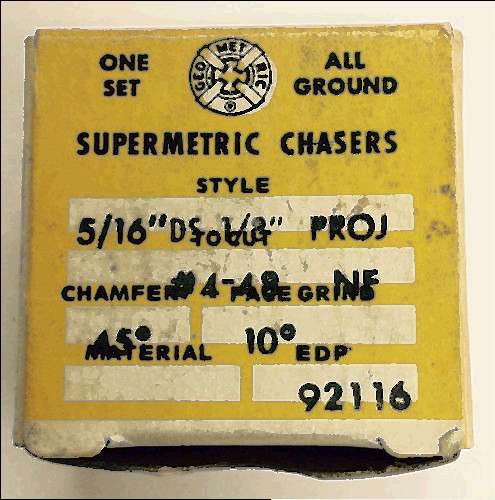 ONE SET
GEO MET RIC
ALL GROUND
SUPERMETRIC CHASERS
STYLE
5/16" DS 1/8" PROJ
TO CUT
#4-48 NF
CHAMFER FACE GRIND
45° 10°
MATERIAL EDP
92116